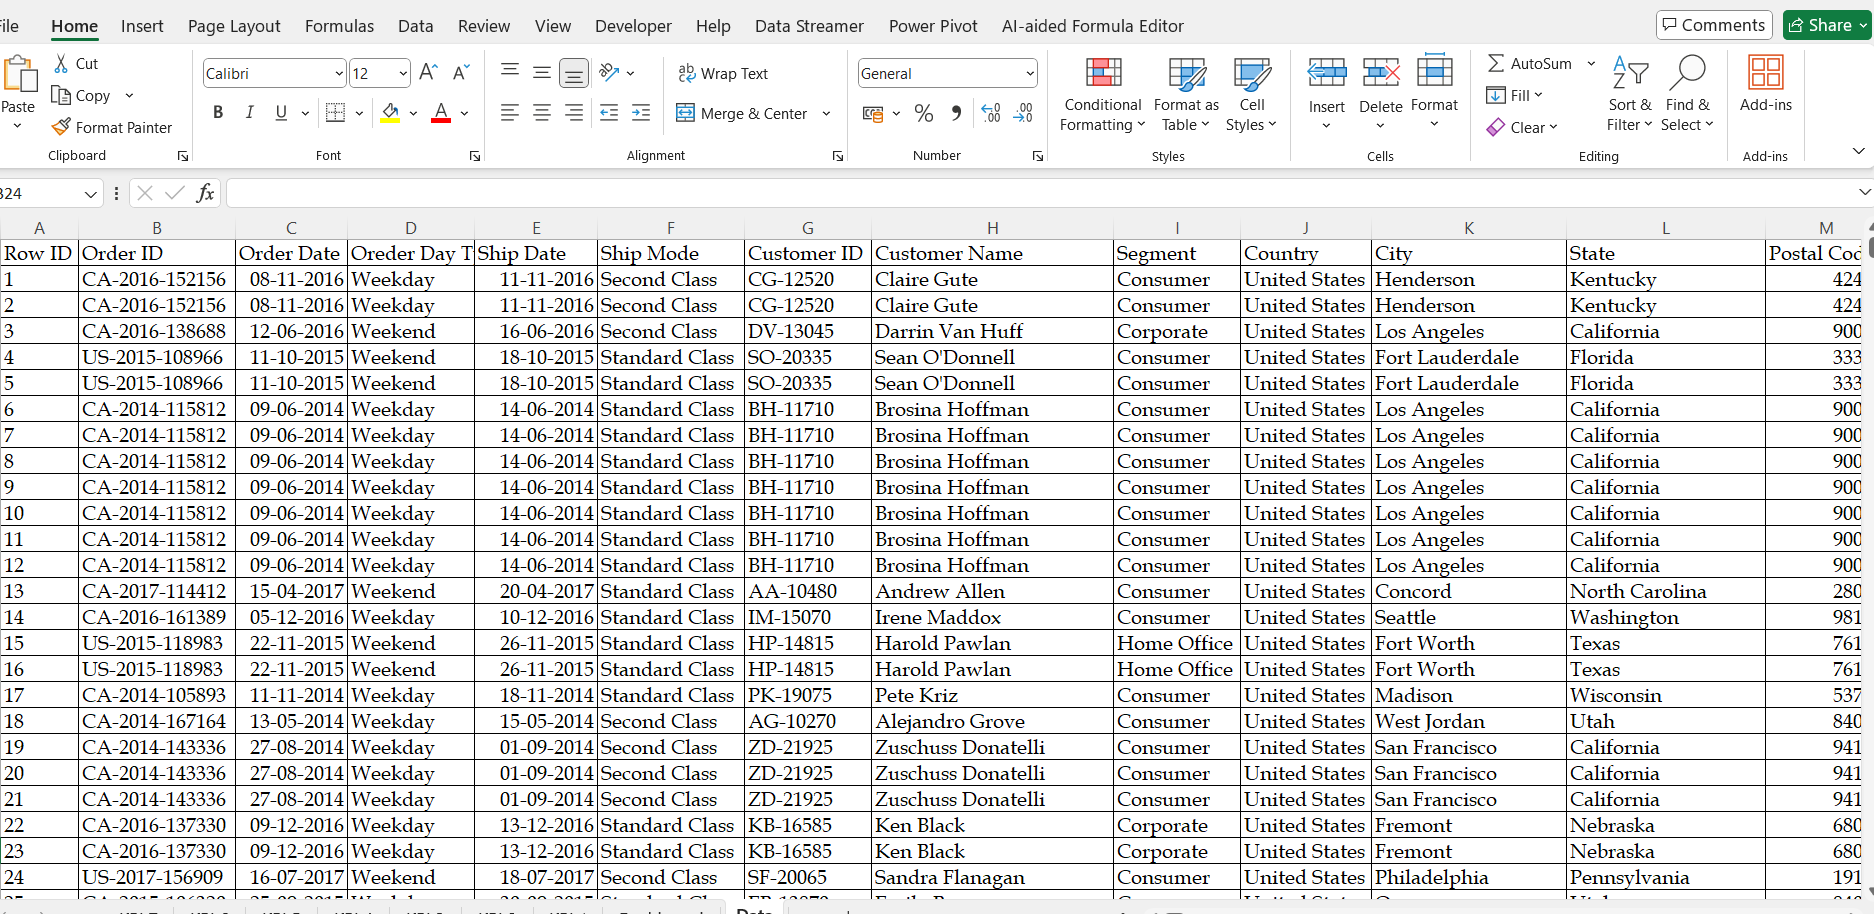 File Home Insert Page Layout Formulas Data Review View Developer Help Data Streamer Power Pivot AI-aided Formula Editor Comments Share
Cut Calibri 12 Wrap Text General AutoSum
Paste Copy Conditional Formatting Format as Table Cell Styles Insert Delete Format Fill Sort & Filter Find & Select Add-ins
Format Painter B I U A Merge & Center % Clear
Clipboard Font Alignment Number Styles Cells Editing Add-ins
324 fx
A B C D E F G H I J K L M
Row ID Order ID Order Date Oreder Day T Ship Date Ship Mode Customer ID Customer Name Segment Country City State Postal Cod
1 CA-2016-152156 08-11-2016 Weekday 11-11-2016 Second Class CG-12520 Claire Gute Consumer United States Henderson Kentucky 424
2 CA-2016-152156 08-11-2016 Weekday 11-11-2016 Second Class CG-12520 Claire Gute Consumer United States Henderson Kentucky 424
3 CA-2016-138688 12-06-2016 Weekend 16-06-2016 Second Class DV-13045 Darrin Van Huff Corporate United States Los Angeles California 900
4 US-2015-108966 11-10-2015 Weekend 18-10-2015 Standard Class SO-20335 Sean O'Donnell Consumer United States Fort Lauderdale Florida 333
5 US-2015-108966 11-10-2015 Weekend 18-10-2015 Standard Class SO-20335 Sean O'Donnell Consumer United States Fort Lauderdale Florida 333
6 CA-2014-115812 09-06-2014 Weekday 14-06-2014 Standard Class BH-11710 Brosina Hoffman Consumer United States Los Angeles California 900
7 CA-2014-115812 09-06-2014 Weekday 14-06-2014 Standard Class BH-11710 Brosina Hoffman Consumer United States Los Angeles California 900
8 CA-2014-115812 09-06-2014 Weekday 14-06-2014 Standard Class BH-11710 Brosina Hoffman Consumer United States Los Angeles California 900
9 CA-2014-115812 09-06-2014 Weekday 14-06-2014 Standard Class BH-11710 Brosina Hoffman Consumer United States Los Angeles California 900
10 CA-2014-115812 09-06-2014 Weekday 14-06-2014 Standard Class BH-11710 Brosina Hoffman Consumer United States Los Angeles California 900
11 CA-2014-115812 09-06-2014 Weekday 14-06-2014 Standard Class BH-11710 Brosina Hoffman Consumer United States Los Angeles California 900
12 CA-2014-115812 09-06-2014 Weekday 14-06-2014 Standard Class BH-11710 Brosina Hoffman Consumer United States Los Angeles California 900
13 CA-2017-114412 15-04-2017 Weekend 20-04-2017 Standard Class AA-10480 Andrew Allen Consumer United States Concord North Carolina 280
14 CA-2016-161389 05-12-2016 Weekday 10-12-2016 Standard Class IM-15070 Irene Maddox Consumer United States Seattle Washington 981
15 US-2015-118983 22-11-2015 Weekend 26-11-2015 Standard Class HP-14815 Harold Pawlan Home Office United States Fort Worth Texas 761
16 US-2015-118983 22-11-2015 Weekend 26-11-2015 Standard Class HP-14815 Harold Pawlan Home Office United States Fort Worth Texas 761
17 CA-2014-105893 11-11-2014 Weekday 18-11-2014 Standard Class PK-19075 Pete Kriz Consumer United States Madison Wisconsin 537
18 CA-2014-167164 13-05-2014 Weekday 15-05-2014 Second Class AG-10270 Alejandro Grove Consumer United States West Jordan Utah 840
19 CA-2014-143336 27-08-2014 Weekday 01-09-2014 Second Class ZD-21925 Zuschuss Donatelli Consumer United States San Francisco California 941
20 CA-2014-143336 27-08-2014 Weekday 01-09-2014 Second Class ZD-21925 Zuschuss Donatelli Consumer United States San Francisco California 941
21 CA-2014-143336 27-08-2014 Weekday 01-09-2014 Second Class ZD-21925 Zuschuss Donatelli Consumer United States San Francisco California 941
22 CA-2016-137330 09-12-2016 Weekday 13-12-2016 Standard Class KB-16585 Ken Black Corporate United States Fremont Nebraska 680
23 CA-2016-137330 09-12-2016 Weekday 13-12-2016 Standard Class KB-16585 Ken Black Corporate United States Fremont Nebraska 680
24 US-2017-156909 16-07-2017 Weekend 18-07-2017 Second Class SF-20065 Sandra Flanagan Consumer United States Philadelphia Pennsylvania 191